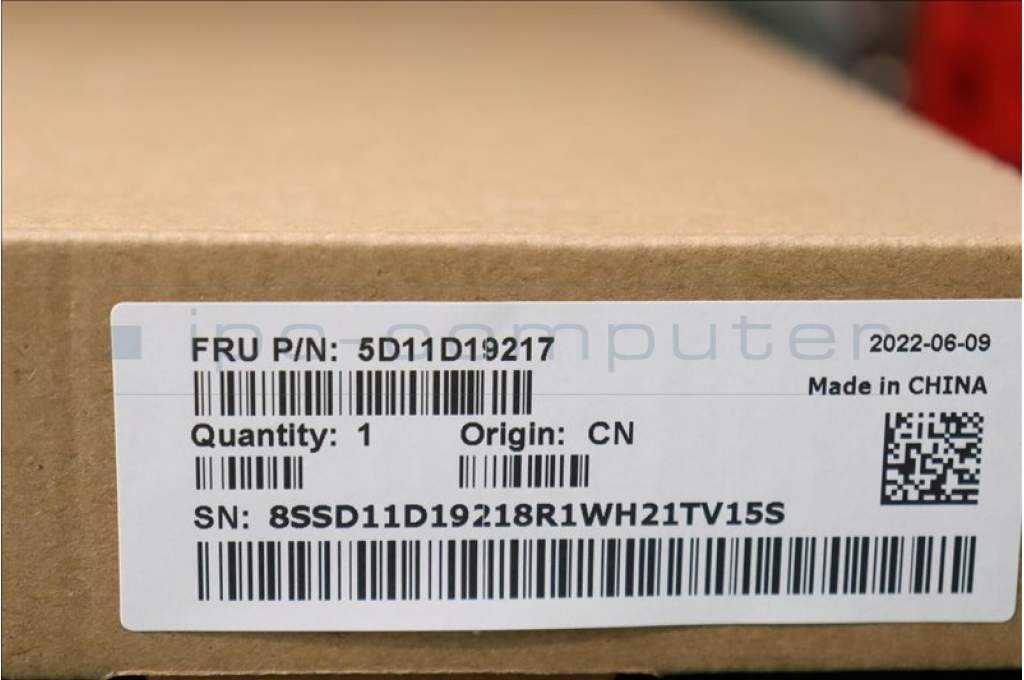 ipc-computer
FRU P/N: 5D11D19217
2022-06-09
Made in CHINA
Quantity: 1 Origin: CN
SN: 8SSD11D19218R1WH21TV15S